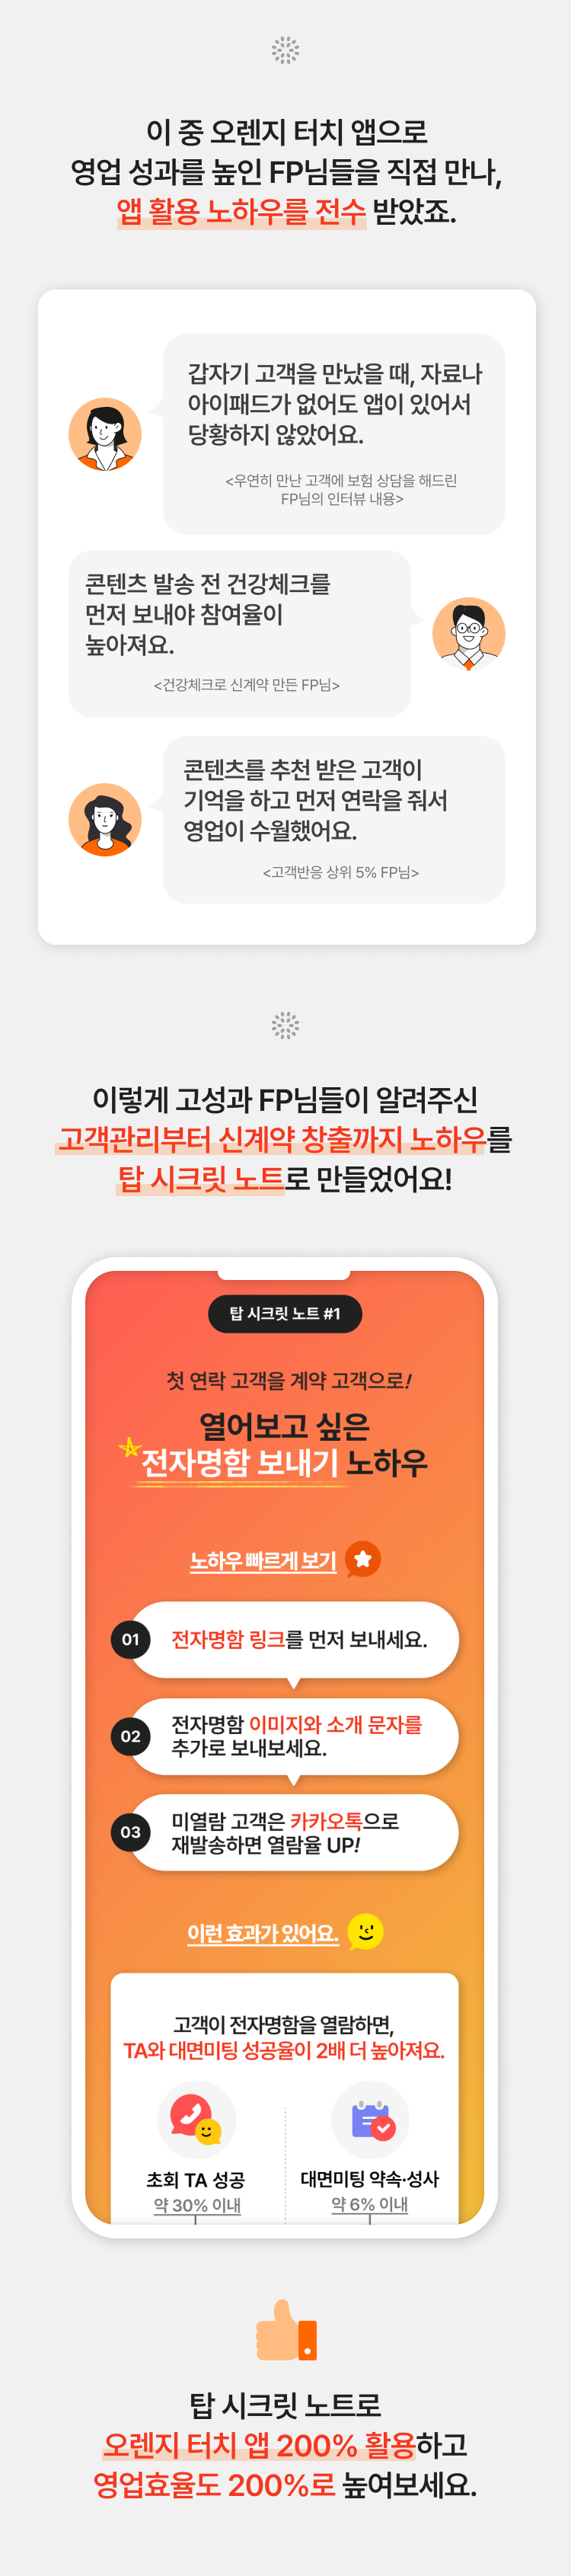 이 중 오렌지 터치 앱으로
영업 성과를 높인 FP님들을 직접 만나,
앱 활용 노하우를 전수 받았죠.
갑자기 고객을 만났을 때, 자료나
아이패드가 없어도 앱이 있어서
당황하지 않았어요.
<우연히 만난 고객에 보험 상담을 해드린
FP님의 인터뷰 내용>
콘텐츠 발송 전 건강체크를
먼저 보내야 참여율이
높아져요.
<건강체크로 신계약 만든 FP님>
콘텐츠를 추천 받은 고객이
기억을 하고 먼저 연락을 줘서
영업이 수월했어요.
<고객반응 상위 5% FP님>
이렇게 고성과 FP님들이 알려주신
고객관리부터 신계약 창출까지 노하우를
탑 시크릿 노트로 만들었어요!
탑 시크릿 노트 #1
첫 연락 고객을 계약 고객으로!
열어보고 싶은
전자명함 보내기 노하우
노하우 빠르게 보기
01 전자명함 링크를 먼저 보내세요.
02 전자명함 이미지와 소개 문자를
추가로 보내보세요.
03 미열람 고객은 카카오톡으로
재발송하면 열람율 UP!
이런 효과가 있어요.
고객이 전자명함을 열람하면,
TA와 대면미팅 성공율이 2배 더 높아져요.
초회 TA 성공
약 30% 이내
대면미팅 약속·성사
약 6% 이내
탑 시크릿 노트로
오렌지 터치 앱 200% 활용하고
영업효율도 200%로 높여보세요.